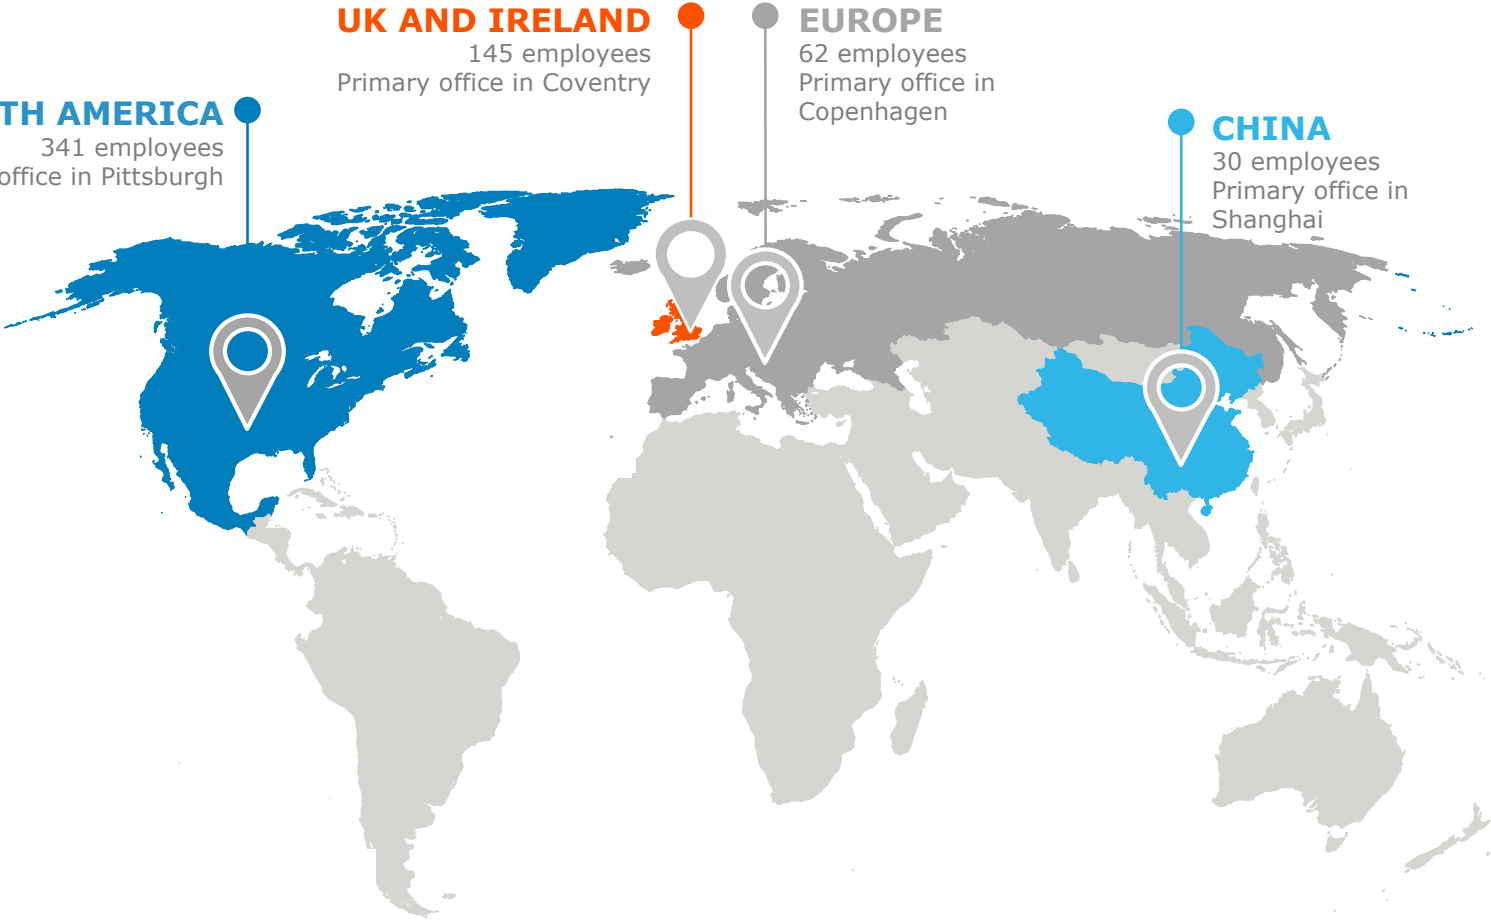 UK AND IRELAND
145 employees
Primary office in Coventry
EUROPE
62 employees
Primary office in
Copenhagen
TH AMERICA
341 employees
office in Pittsburgh
CHINA
30 employees
Primary office in
Shanghai